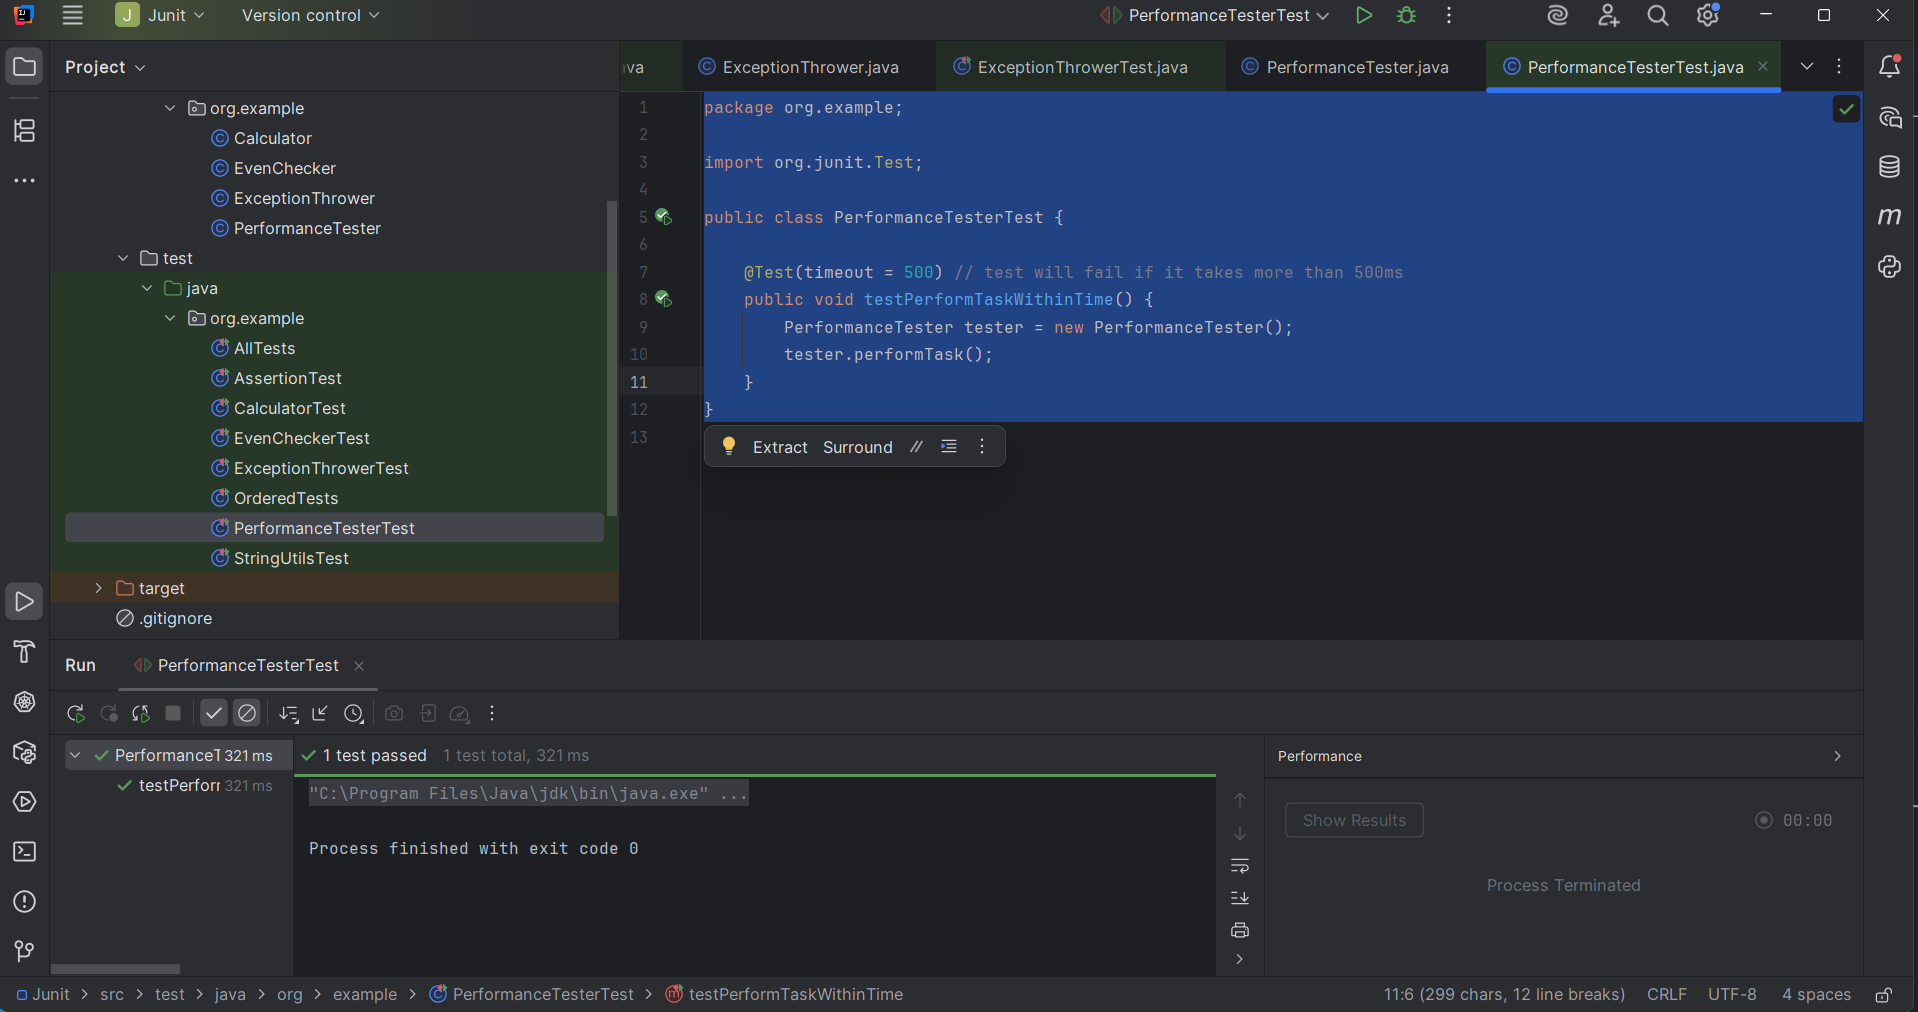 J Junit Version control PerformanceTesterTest
Project
va ExceptionThrower.java ExceptionThrowerTest.java PerformanceTester.java PerformanceTesterTest.java
org.example
Calculator
EvenChecker
ExceptionThrower
PerformanceTester
test
java
org.example
AllTests
AssertionTest
CalculatorTest
EvenCheckerTest
ExceptionThrowerTest
OrderedTests
PerformanceTesterTest
StringUtilsTest
target
.gitignore
1 package org.example;
2
3 import org.junit.Test;
4
5 public class PerformanceTesterTest {
6
7 @Test(timeout = 500) // test will fail if it takes more than 500ms
8 public void testPerformTaskWithinTime() {
9 PerformanceTester tester = new PerformanceTester();
10 tester.performTask();
11 }
12 }
13
Extract Surround //
m
Run PerformanceTesterTest
PerformanceT 321 ms
testPerfor 321 ms
1 test passed 1 test total, 321 ms
"C:\Program Files\Java\jdk\bin\java.exe" ...
Process finished with exit code 0
Performance
Show Results 00:00
Process Terminated
Junit > src > test > java > org > example > PerformanceTesterTest > testPerformTaskWithinTime 11:6 (299 chars, 12 line breaks) CRLF UTF-8 4 spaces